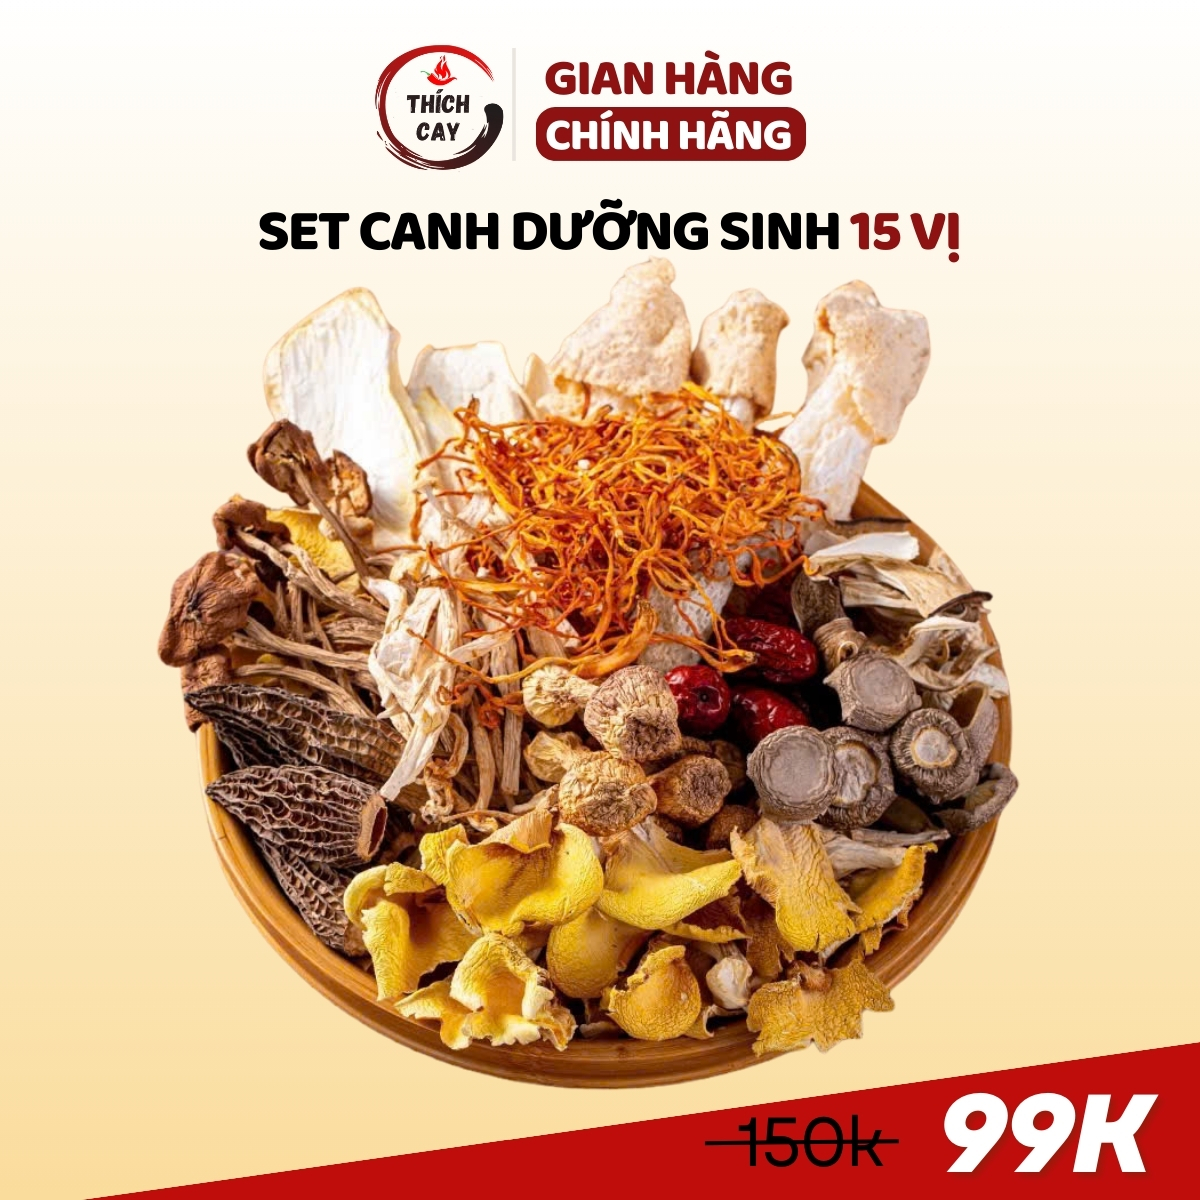 THÍCH
CAY
GIAN HÀNG
CHÍNH HÃNG
SET CANH DƯỠNG SINH 15 VỊ
150k
99K